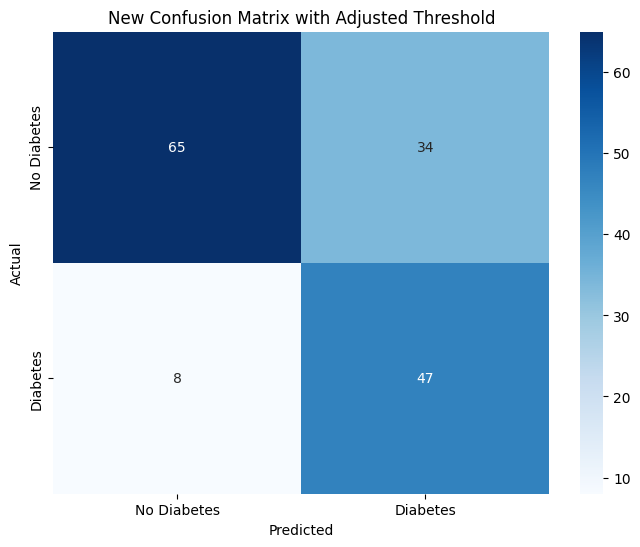 New Confusion Matrix with Adjusted Threshold
No Diabetes
Diabetes
Actual
65
34
8
47
No Diabetes
Diabetes
Predicted
60
50
40
30
20
10